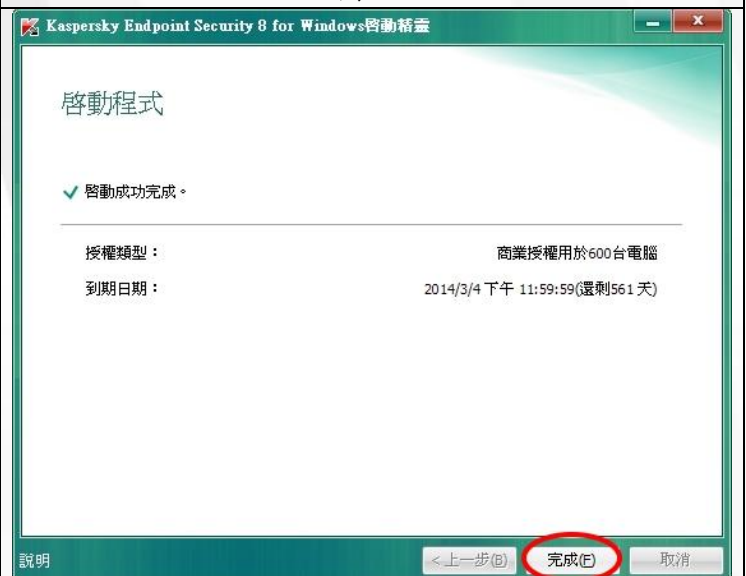 Kaspersky Endpoint Security 8 for Windows啓動精靈
啓動程式
啓動成功完成。
授權類型： 商業授權用於600台電腦
到期日期： 2014/3/4 下午 11:59:59(還剩561天)
說明 <上一步(B) 完成(F) 取消